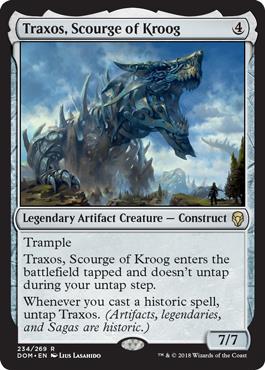 Traxos, Scourge of Kroog 4
Legendary Artifact Creature — Construct
Trample
Traxos, Scourge of Kroog enters the
battlefield tapped and doesn't untap
during your untap step.
Whenever you cast a historic spell,
untap Traxos. (Artifacts, legendaries,
and Sagas are historic.)
7/7
234/269 R
DOM • EN Lius Lasahido
™ & © 2018 Wizards of the Coast